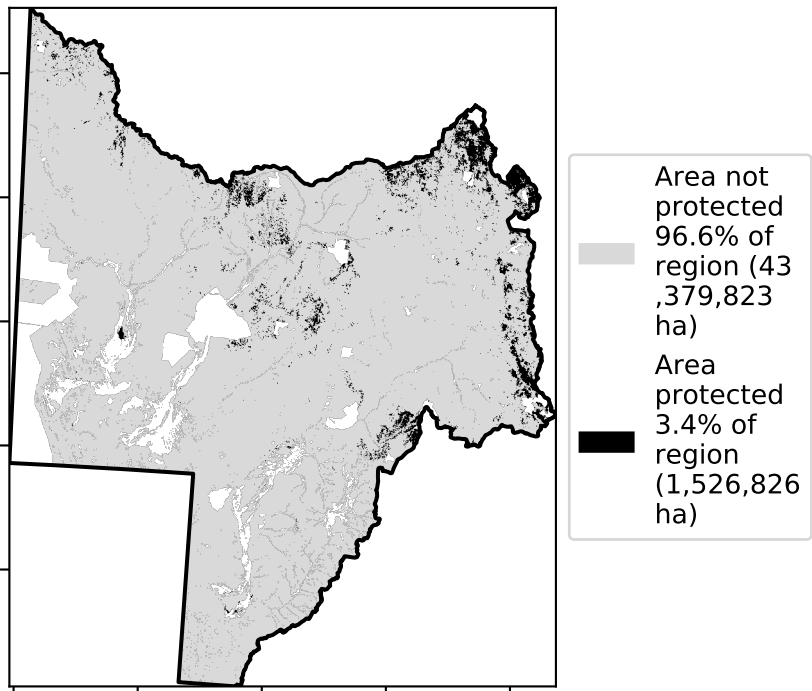 Area not
protected
96.6% of
region (43
,379,823
ha)
Area
protected
3.4% of
region
(1,526,826
ha)